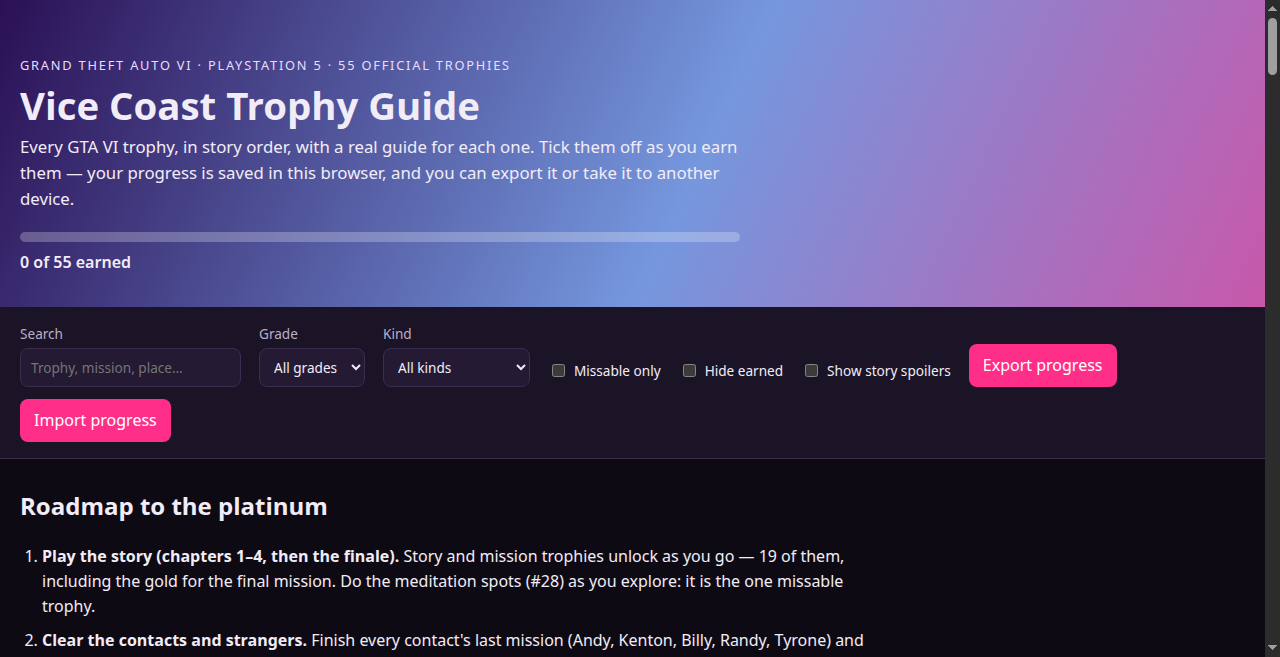 GRAND THEFT AUTO VI · PLAYSTATION 5 · 55 OFFICIAL TROPHIES
Vice Coast Trophy Guide
Every GTA VI trophy, in story order, with a real guide for each one. Tick them off as you earn
them — your progress is saved in this browser, and you can export it or take it to another
device.
0 of 55 earned
Search
Grade
Kind
Trophy, mission, place...
All grades
All kinds
Missable only
Hide earned
Show story spoilers
Export progress
Import progress
Roadmap to the platinum
1. Play the story (chapters 1–4, then the finale). Story and mission trophies unlock as you go — 19 of them,
including the gold for the final mission. Do the meditation spots (#28) as you explore: it is the one missable
trophy.
2. Clear the contacts and strangers. Finish every contact's last mission (Andy, Kenton, Billy, Randy, Tyrone) and